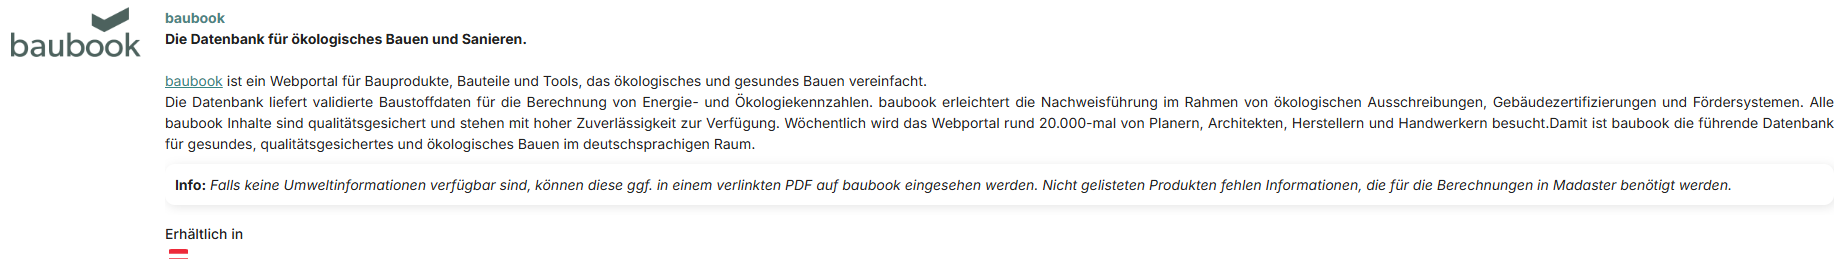 baubook
baubook
Die Datenbank für ökologisches Bauen und Sanieren.
baubook ist ein Webportal für Bauprodukte, Bauteile und Tools, das ökologisches und gesundes Bauen vereinfacht.
Die Datenbank liefert validierte Baustoffdaten für die Berechnung von Energie- und Ökologiekennzahlen. baubook erleichtert die Nachweisführung im Rahmen von ökologischen Ausschreibungen, Gebäudezertifizierungen und Fördersystemen. Alle
baubook Inhalte sind qualitätsgesichert und stehen mit hoher Zuverlässigkeit zur Verfügung. Wöchentlich wird das Webportal rund 20.000-mal von Planern, Architekten, Herstellern und Handwerkern besucht.Damit ist baubook die führende Datenbank
für gesundes, qualitätsgesichertes und ökologisches Bauen im deutschsprachigen Raum.
Info: Falls keine Umweltinformationen verfügbar sind, können diese ggf. in einem verlinkten PDF auf baubook eingesehen werden. Nicht gelisteten Produkten fehlen Informationen, die für die Berechnungen in Madaster benötigt werden.
Erhältlich in